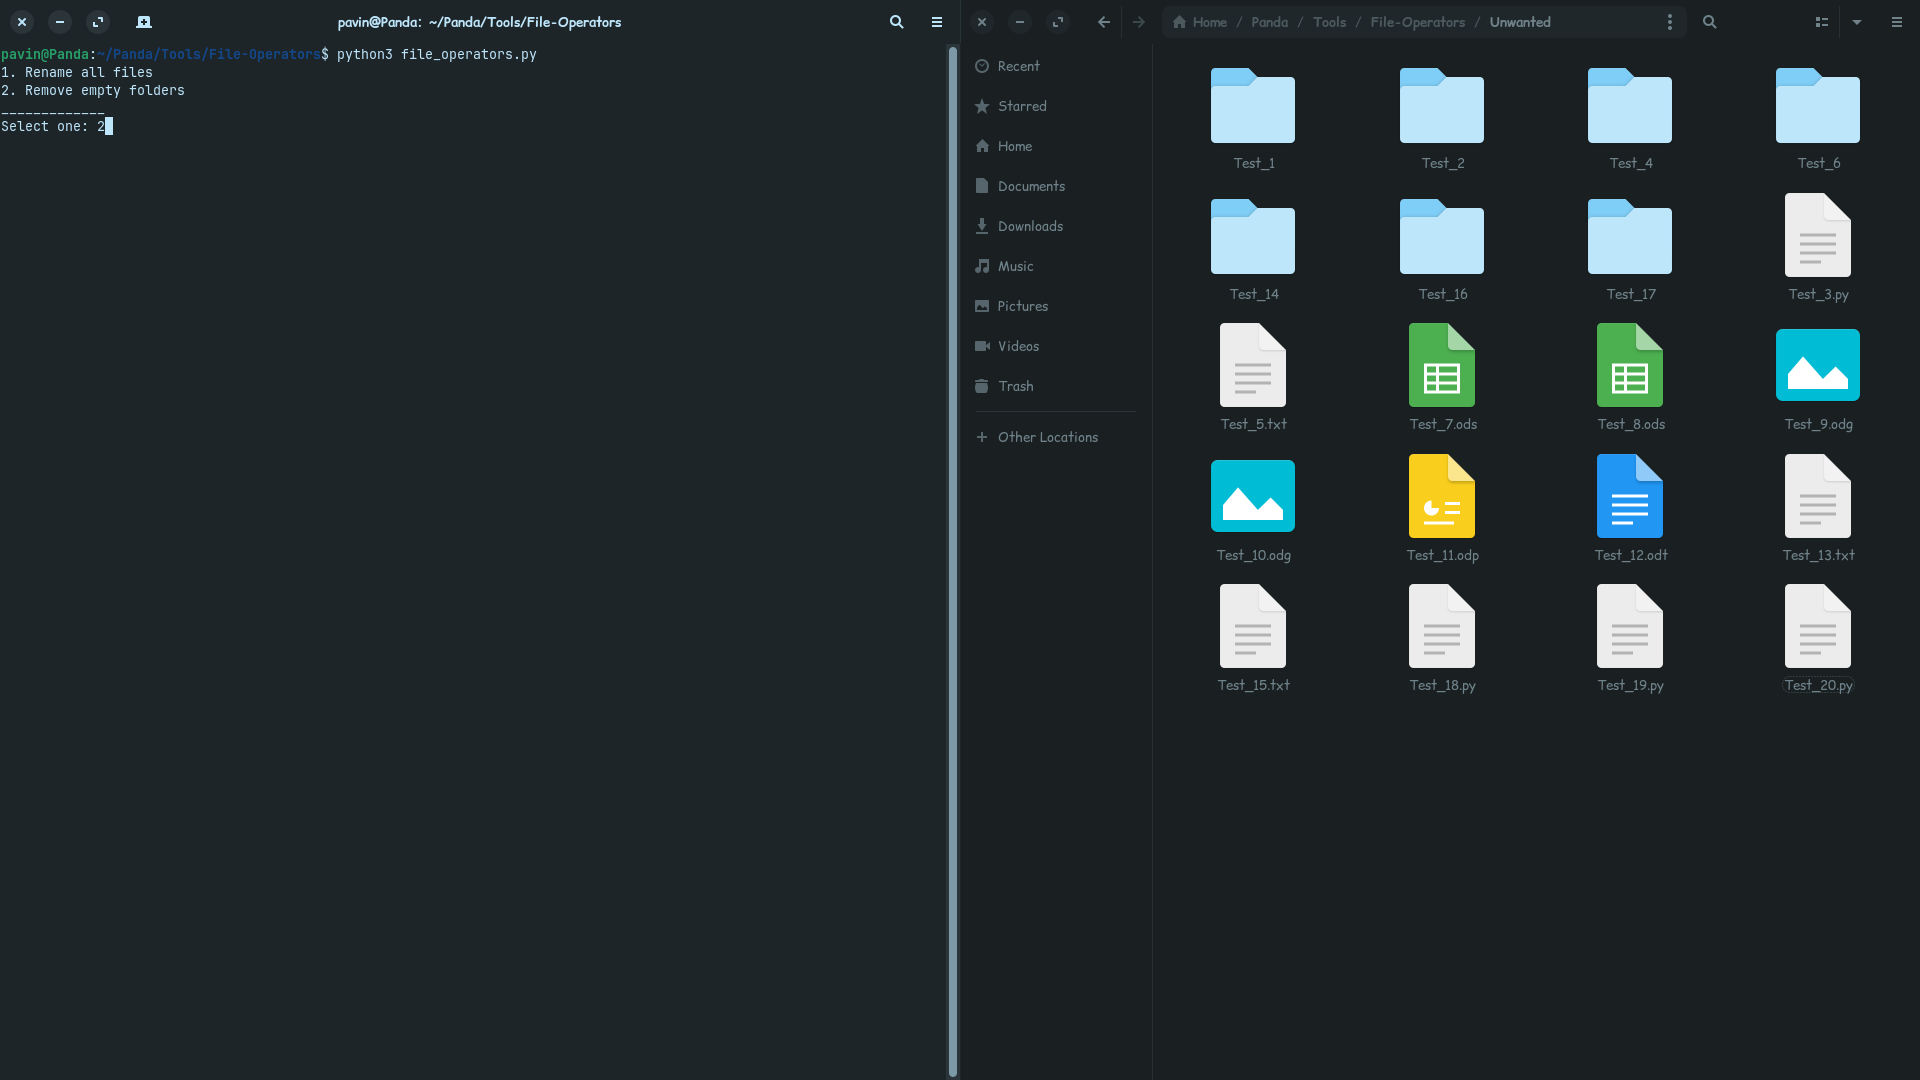 pavin@Panda: ~/Panda/Tools/File-Operators
pavin@Panda:~/Panda/Tools/File-Operators$ python3 file_operators.py
1. Rename all files
2. Remove empty folders
_____________
Select one: 2
Home / Panda / Tools / File-Operators / Unwanted
Recent
Starred
Home
Documents
Downloads
Music
Pictures
Videos
Trash
Other Locations
Test_1 Test_2 Test_4 Test_6
Test_14 Test_16 Test_17 Test_3.py
Test_5.txt Test_7.ods Test_8.ods Test_9.odg
Test_10.odg Test_11.odp Test_12.odt Test_13.txt
Test_15.txt Test_18.py Test_19.py Test_20.py